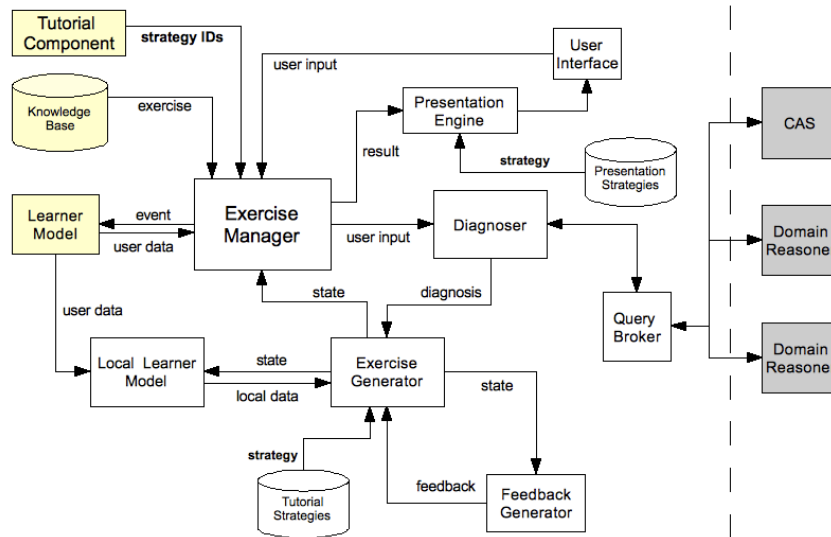 Tutorial
Component
strategy IDs
User
Interface
user input
Knowledge
Base
exercise
Presentation
Engine
CAS
result
strategy
Presentation
Strategies
Learner
Model
event
user data
Exercise
Manager
user input
Diagnoser
Domain
Reasone
user data
state
diagnosis
Query
Broker
Domain
Reasone
Local Learner
Model
state
local data
Exercise
Generator
state
strategy
Tutorial
Strategies
feedback
Feedback
Generator